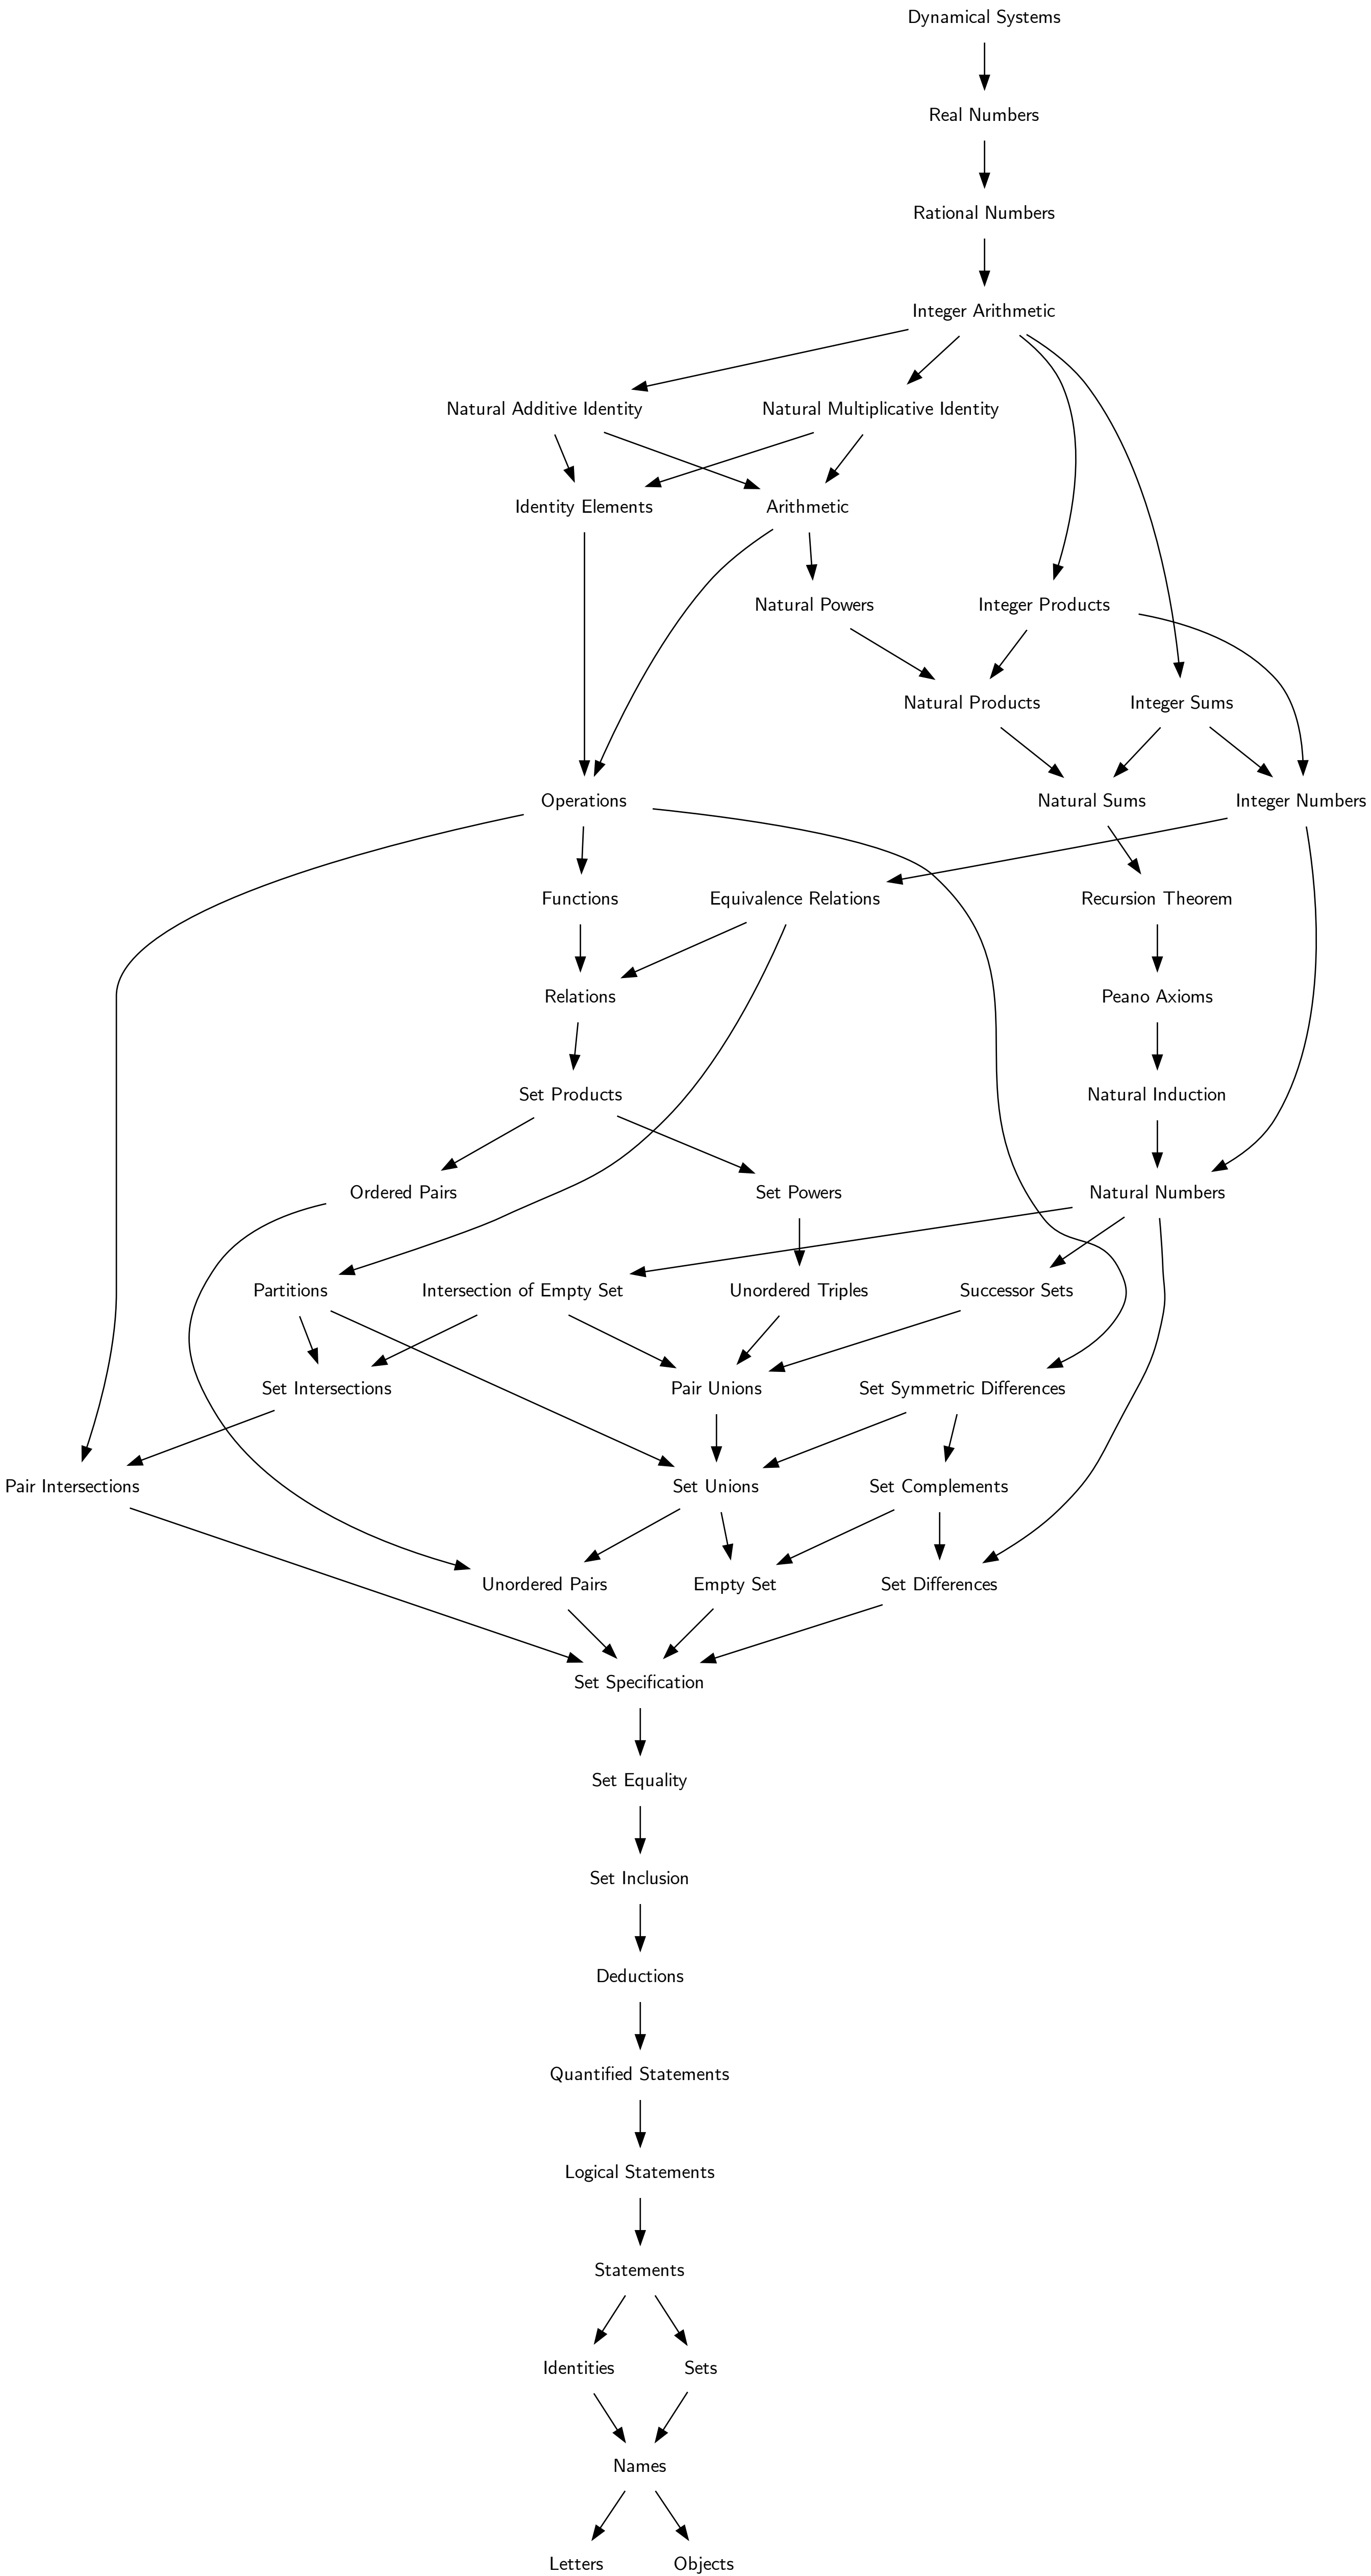 Dynamical Systems
Real Numbers
Rational Numbers
Integer Arithmetic
Natural Additive Identity
Natural Multiplicative Identity
Identity Elements
Arithmetic
Natural Powers
Integer Products
Natural Products
Integer Sums
Operations
Natural Sums
Integer Numbers
Functions
Equivalence Relations
Recursion Theorem
Relations
Peano Axioms
Set Products
Natural Induction
Ordered Pairs
Set Powers
Natural Numbers
Partitions
Intersection of Empty Set
Unordered Triples
Successor Sets
Set Intersections
Pair Unions
Set Symmetric Differences
Pair Intersections
Set Unions
Set Complements
Unordered Pairs
Empty Set
Set Differences
Set Specification
Set Equality
Set Inclusion
Deductions
Quantified Statements
Logical Statements
Statements
Identities
Sets
Names
Letters
Objects